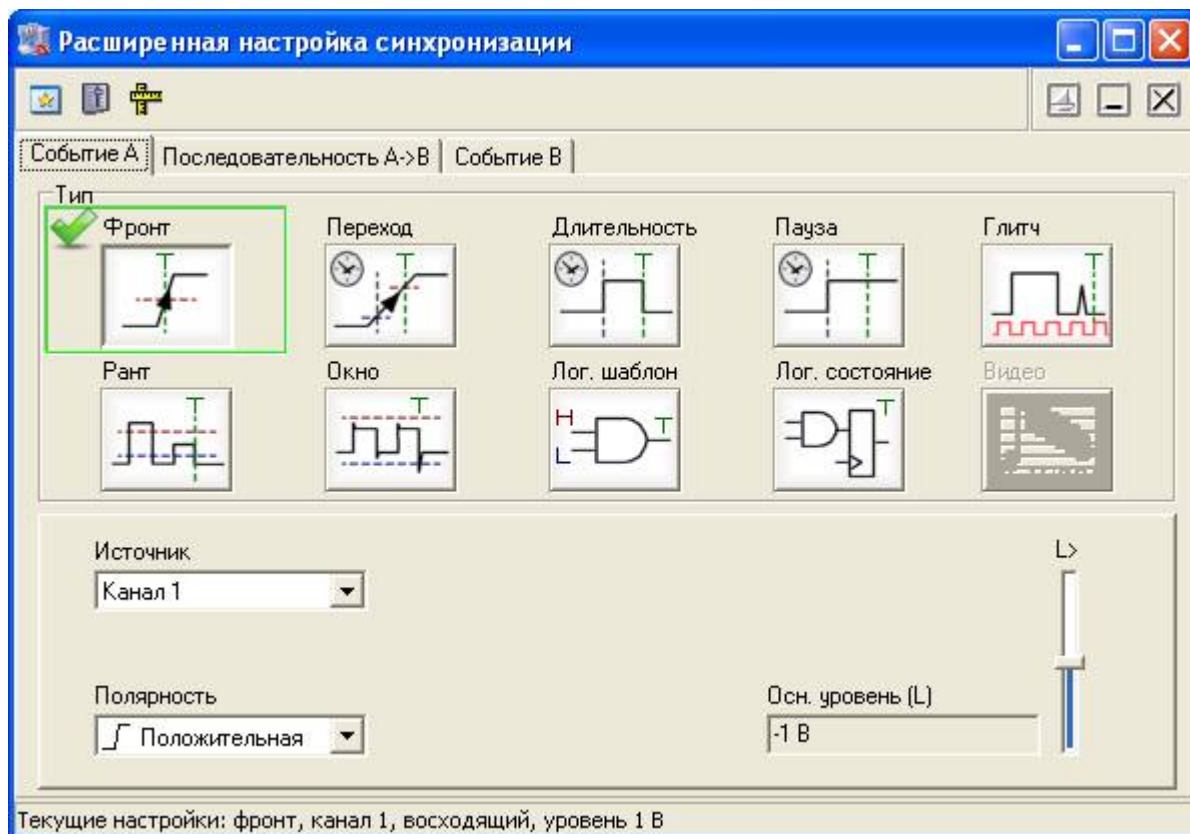 Расширенная настройка синхронизации
Событие А
Последовательность А->В
Событие В
Тип
Фронт
Переход
Длительность
Пауза
Глитч
Рант
Окно
Лог. шаблон
Лог. состояние
Видео
H
L
Источник
Канал 1
L>
Полярность
Положительная
Осн. уровень (L)
-1 В
Текущие настройки: фронт, канал 1, восходящий, уровень 1 В